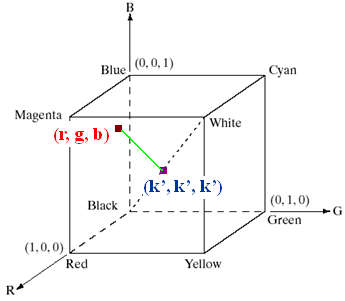 B
Blue (0, 0, 1)
Cyan
Magenta
White
(r, g, b)
(k’, k’, k’)
Black
(0, 1, 0)
G
Green
(1, 0, 0)
Red
Yellow
R